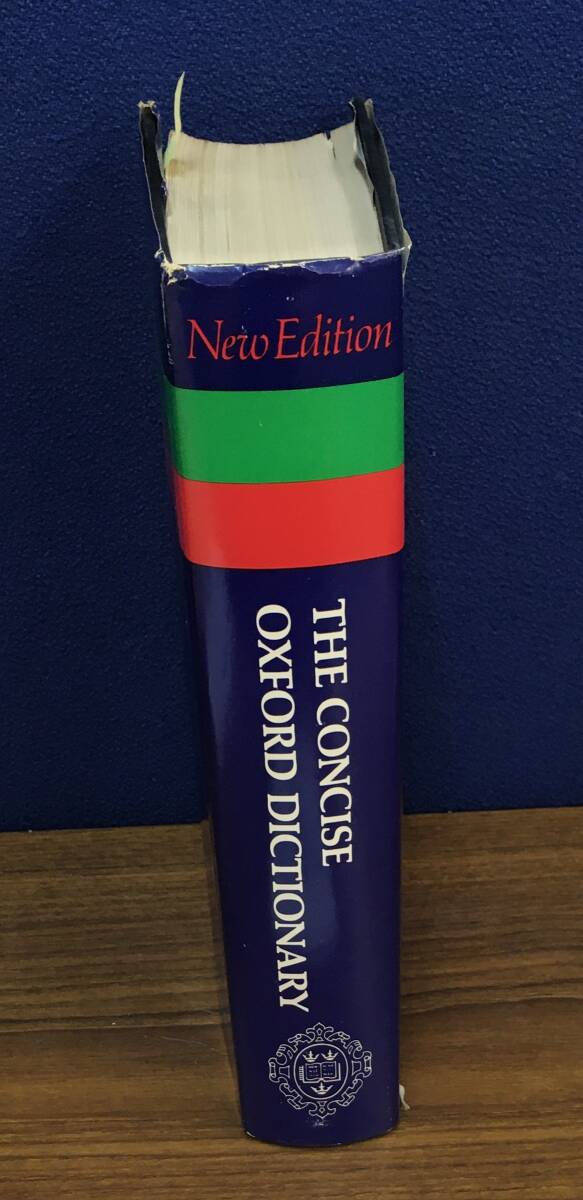 New Edition
THE CONCISE
OXFORD DICTIONARY